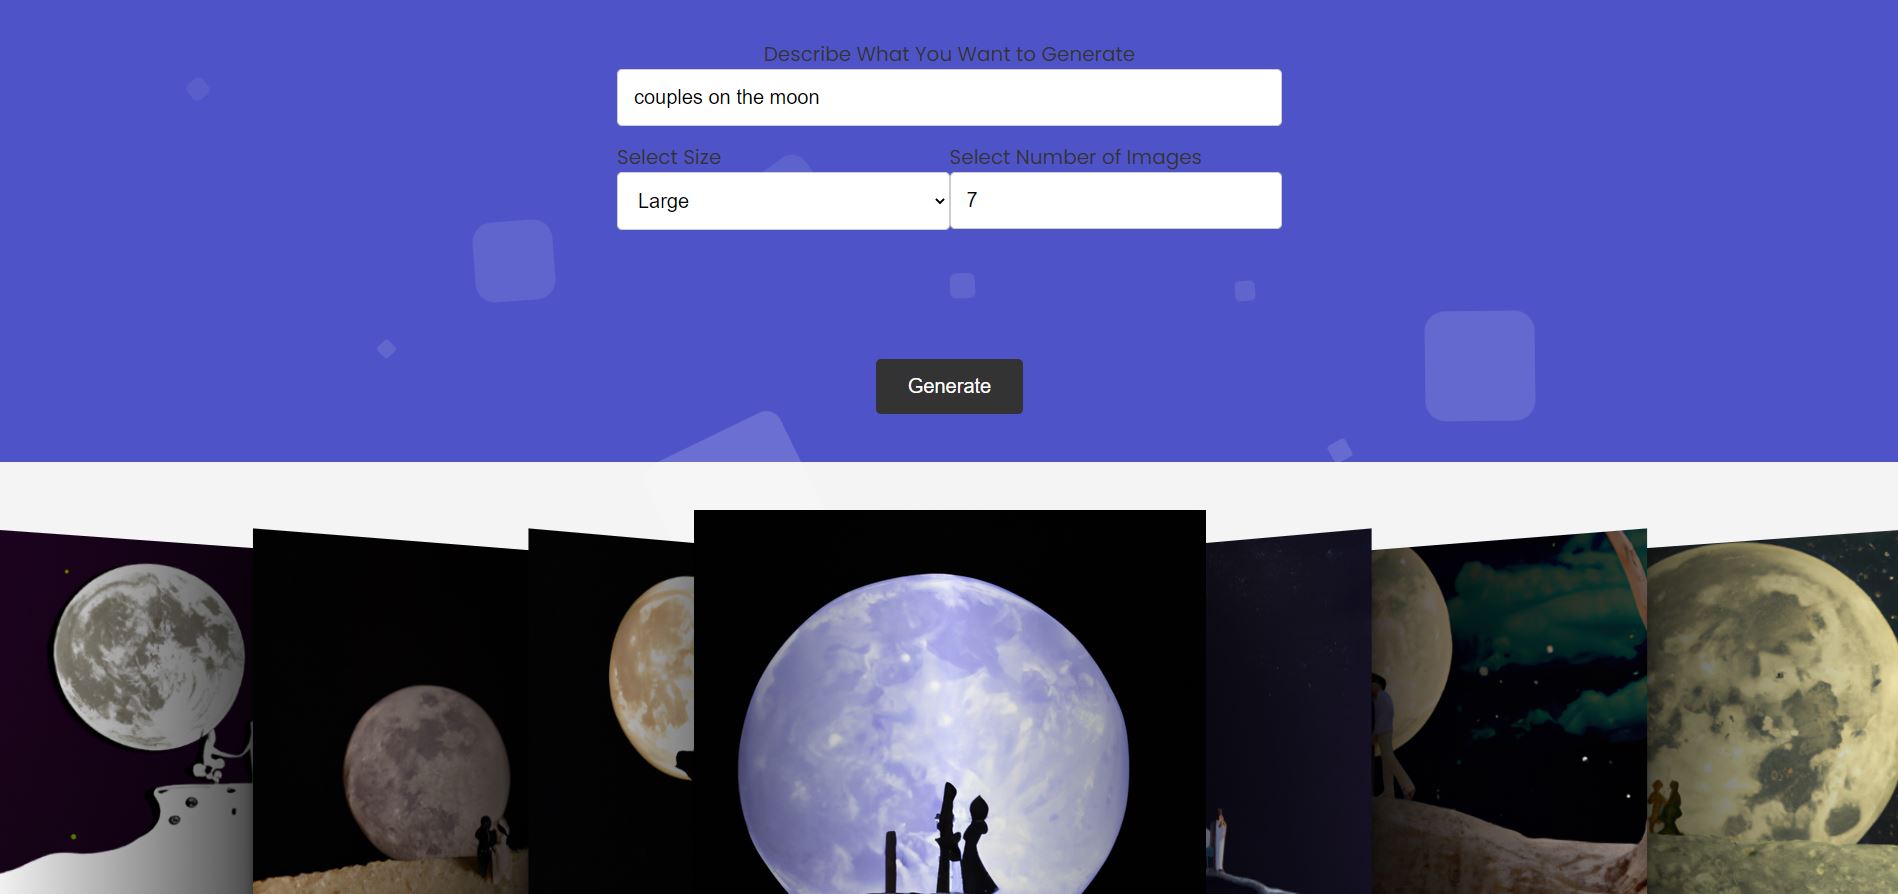 Describe What You Want to Generate
couples on the moon
Select Size
Select Number of Images
Large
7
Generate